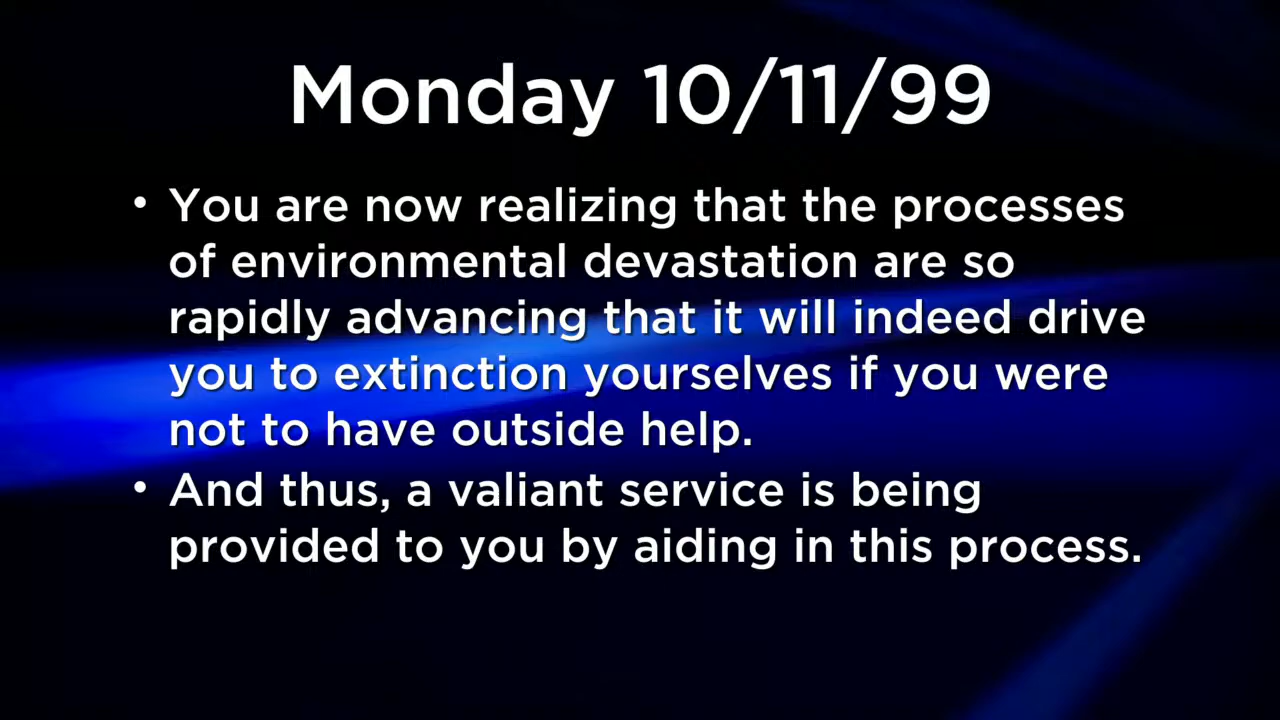 Monday 10/11/99
• You are now realizing that the processes
of environmental devastation are so
rapidly advancing that it will indeed drive
you to extinction yourselves if you were
not to have outside help.
• And thus, a valiant service is being
provided to you by aiding in this process.